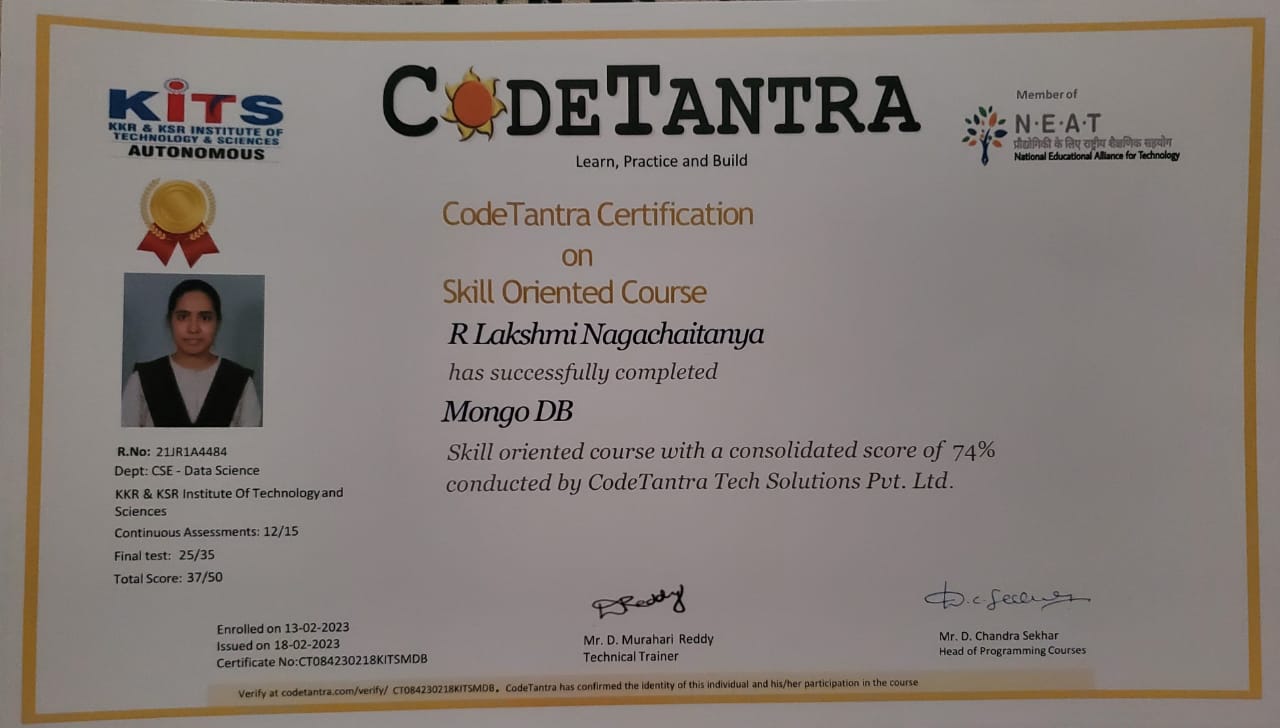 KITS
KKR & KSR INSTITUTE OF
TECHNOLOGY & SCIENCES
AUTONOMOUS
CODETANTRA
Learn, Practice and Build
Member of
N·E·A·T
प्रौद्योगिकी के लिए राष्ट्रीय शैक्षणिक सहयोग
National Educational Alliance for Technology
CodeTantra Certification
on
Skill Oriented Course
R Lakshmi Nagachaitanya
has successfully completed
Mongo DB
Skill oriented course with a consolidated score of 74%
conducted by CodeTantra Tech Solutions Pvt. Ltd.
R.No: 21JR1A4484
Dept: CSE - Data Science
KKR & KSR Institute Of Technology and
Sciences
Continuous Assessments: 12/15
Final test: 25/35
Total Score: 37/50
Enrolled on 13-02-2023
Issued on 18-02-2023
Certificate No:CT084230218KITSMDB
DReddy
Mr. D. Murahari Reddy
Technical Trainer
Mr. D. Chandra Sekhar
Head of Programming Courses
Verify at codetantra.com/verify/ CT084230218KITSMDB. CodeTantra has confirmed the identity of this individual and his/her participation in the course